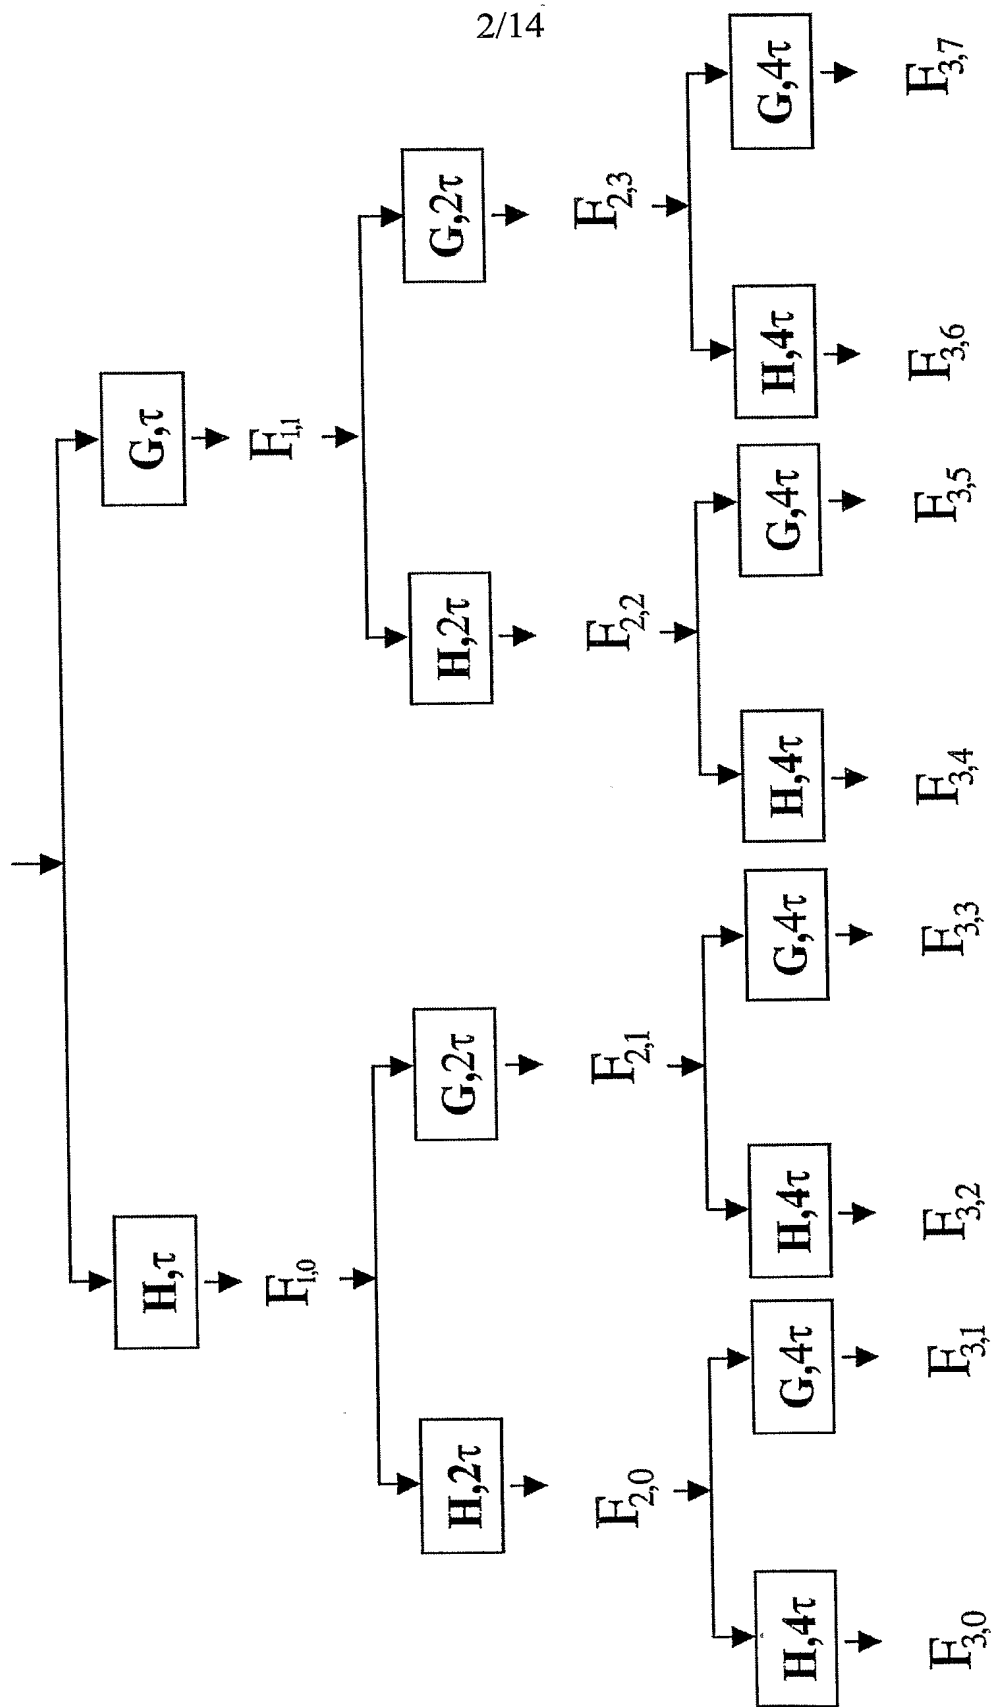 2/14
H,τ
G,τ
F1,0
F1,1
H,2τ
G,2τ
H,2τ
G,2τ
F2,0
F2,1
F2,2
F2,3
H,4τ
G,4τ
H,4τ
G,4τ
H,4τ
G,4τ
H,4τ
G,4τ
F3,0
F3,1
F3,2
F3,3
F3,4
F3,5
F3,6
F3,7